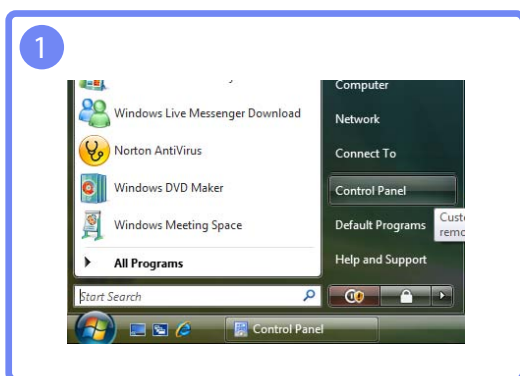 1
Windows Live Messenger Download
Norton AntiVirus
Windows DVD Maker
Windows Meeting Space
All Programs
Start Search
Computer
Network
Connect To
Control Panel
Default Programs
Help and Support
Control Panel